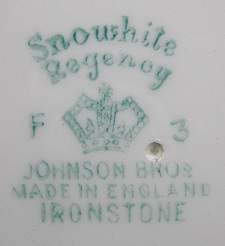 Snowhite
Regency
F 3
JOHNSON BROS
MADE IN ENGLAND
IRONSTONE